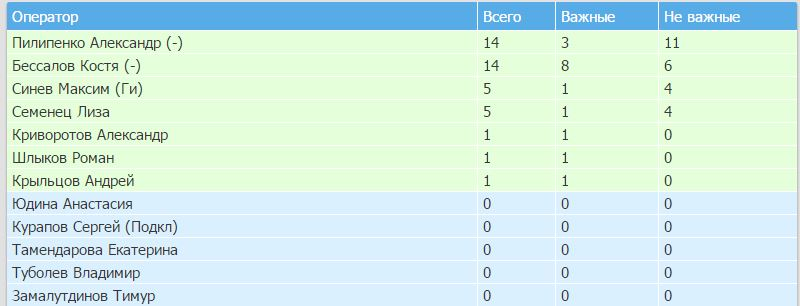 Оператор Всего Важные Не важные
Пилипенко Александр (-) 14 3 11
Бессалов Костя (-) 14 8 6
Синев Максим (Ги) 5 1 4
Семенец Лиза 5 1 4
Криворотов Александр 1 1 0
Шлыков Роман 1 1 0
Крыльцов Андрей 1 1 0
Юдина Анастасия 0 0 0
Курапов Сергей (Подкл) 0 0 0
Тамендарова Екатерина 0 0 0
Туболев Владимир 0 0 0
Замалутдинов Тимур 0 0 0